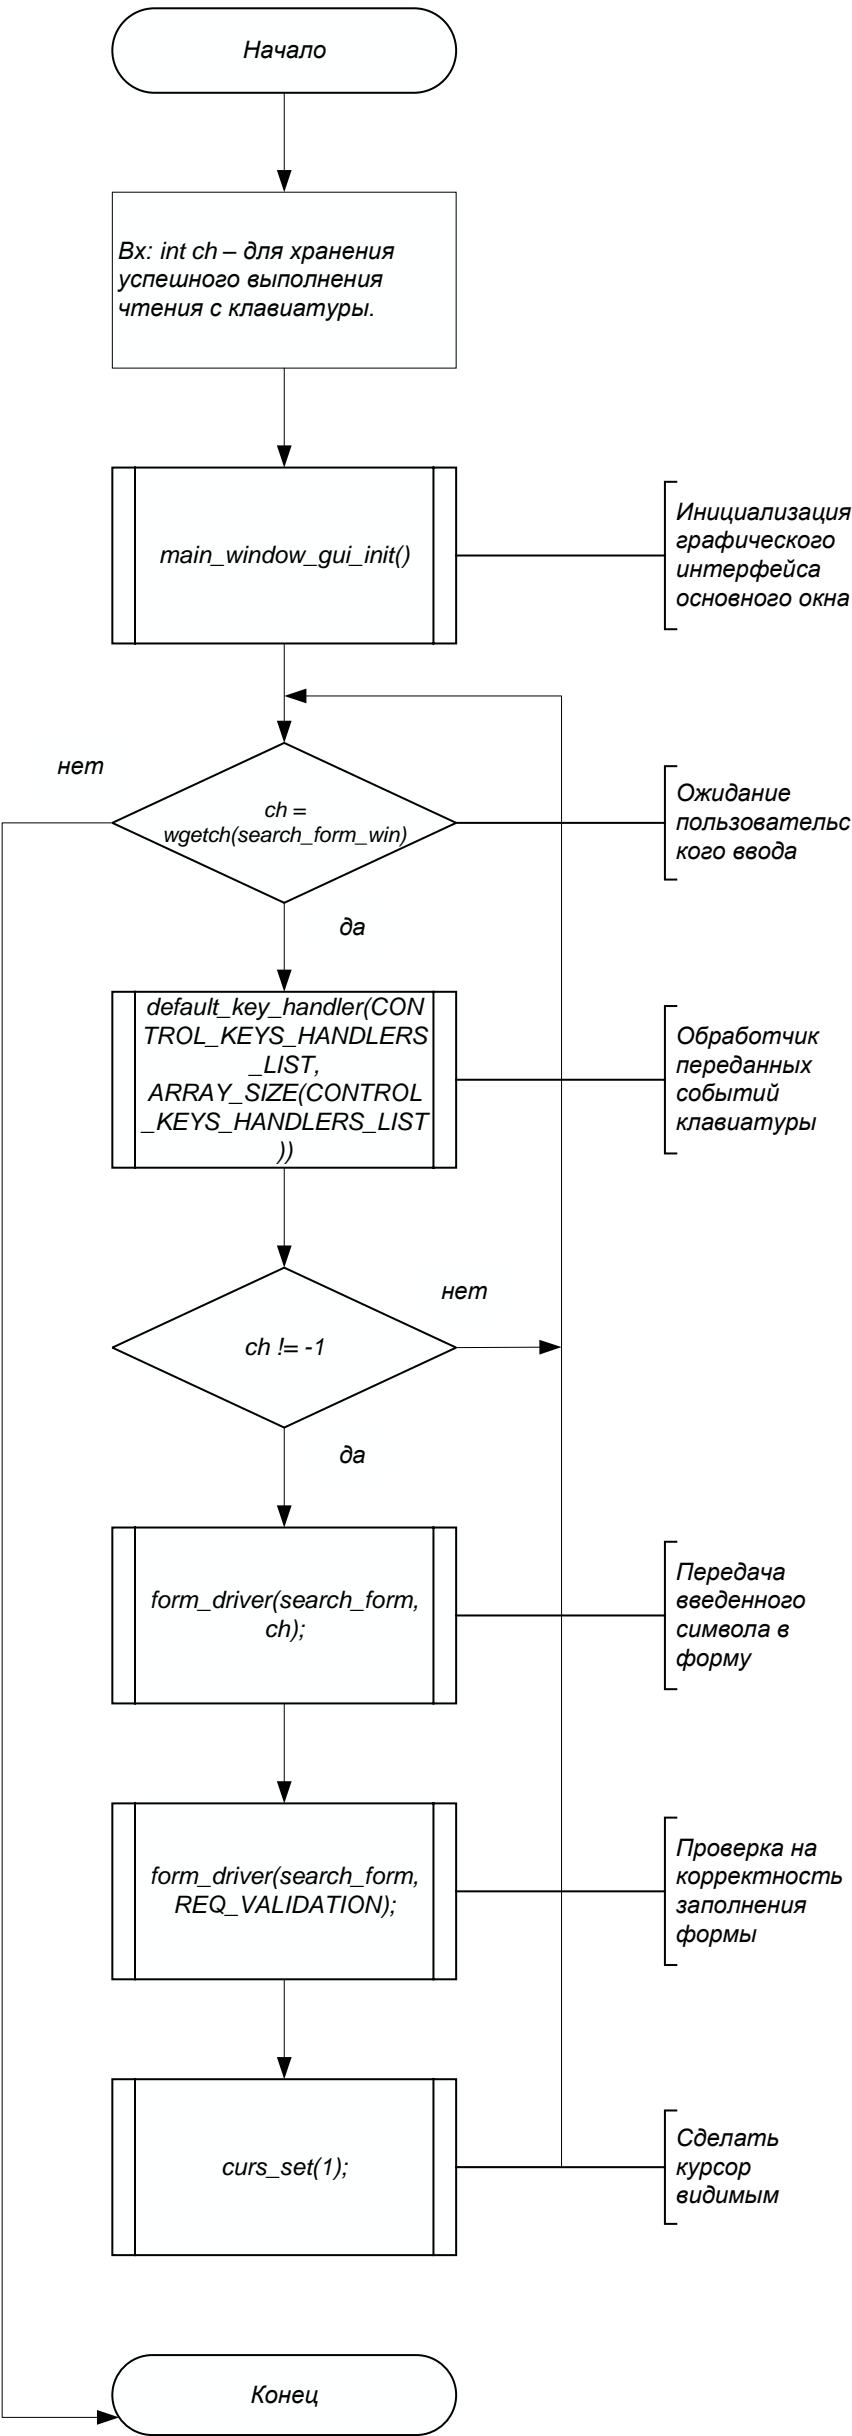 Начало
Вх: int ch – для хранения
успешного выполнения
чтения с клавиатуры.
main_window_gui_init()
Инициализация
графического
интерфейса
основного окна
нет
ch =
wgetch(search_form_win)
Ожидание
пользовательс
кого ввода
да
default_key_handler(CON
TROL_KEYS_HANDLERS
_LIST,
ARRAY_SIZE(CONTROL
_KEYS_HANDLERS_LIST
))
Обработчик
переданных
событий
клавиатуры
нет
ch != -1
да
form_driver(search_form,
ch);
Передача
введенного
символа в
форму
form_driver(search_form,
REQ_VALIDATION);
Проверка на
корректность
заполнения
формы
curs_set(1);
Сделать
курсор
видимым
Конец